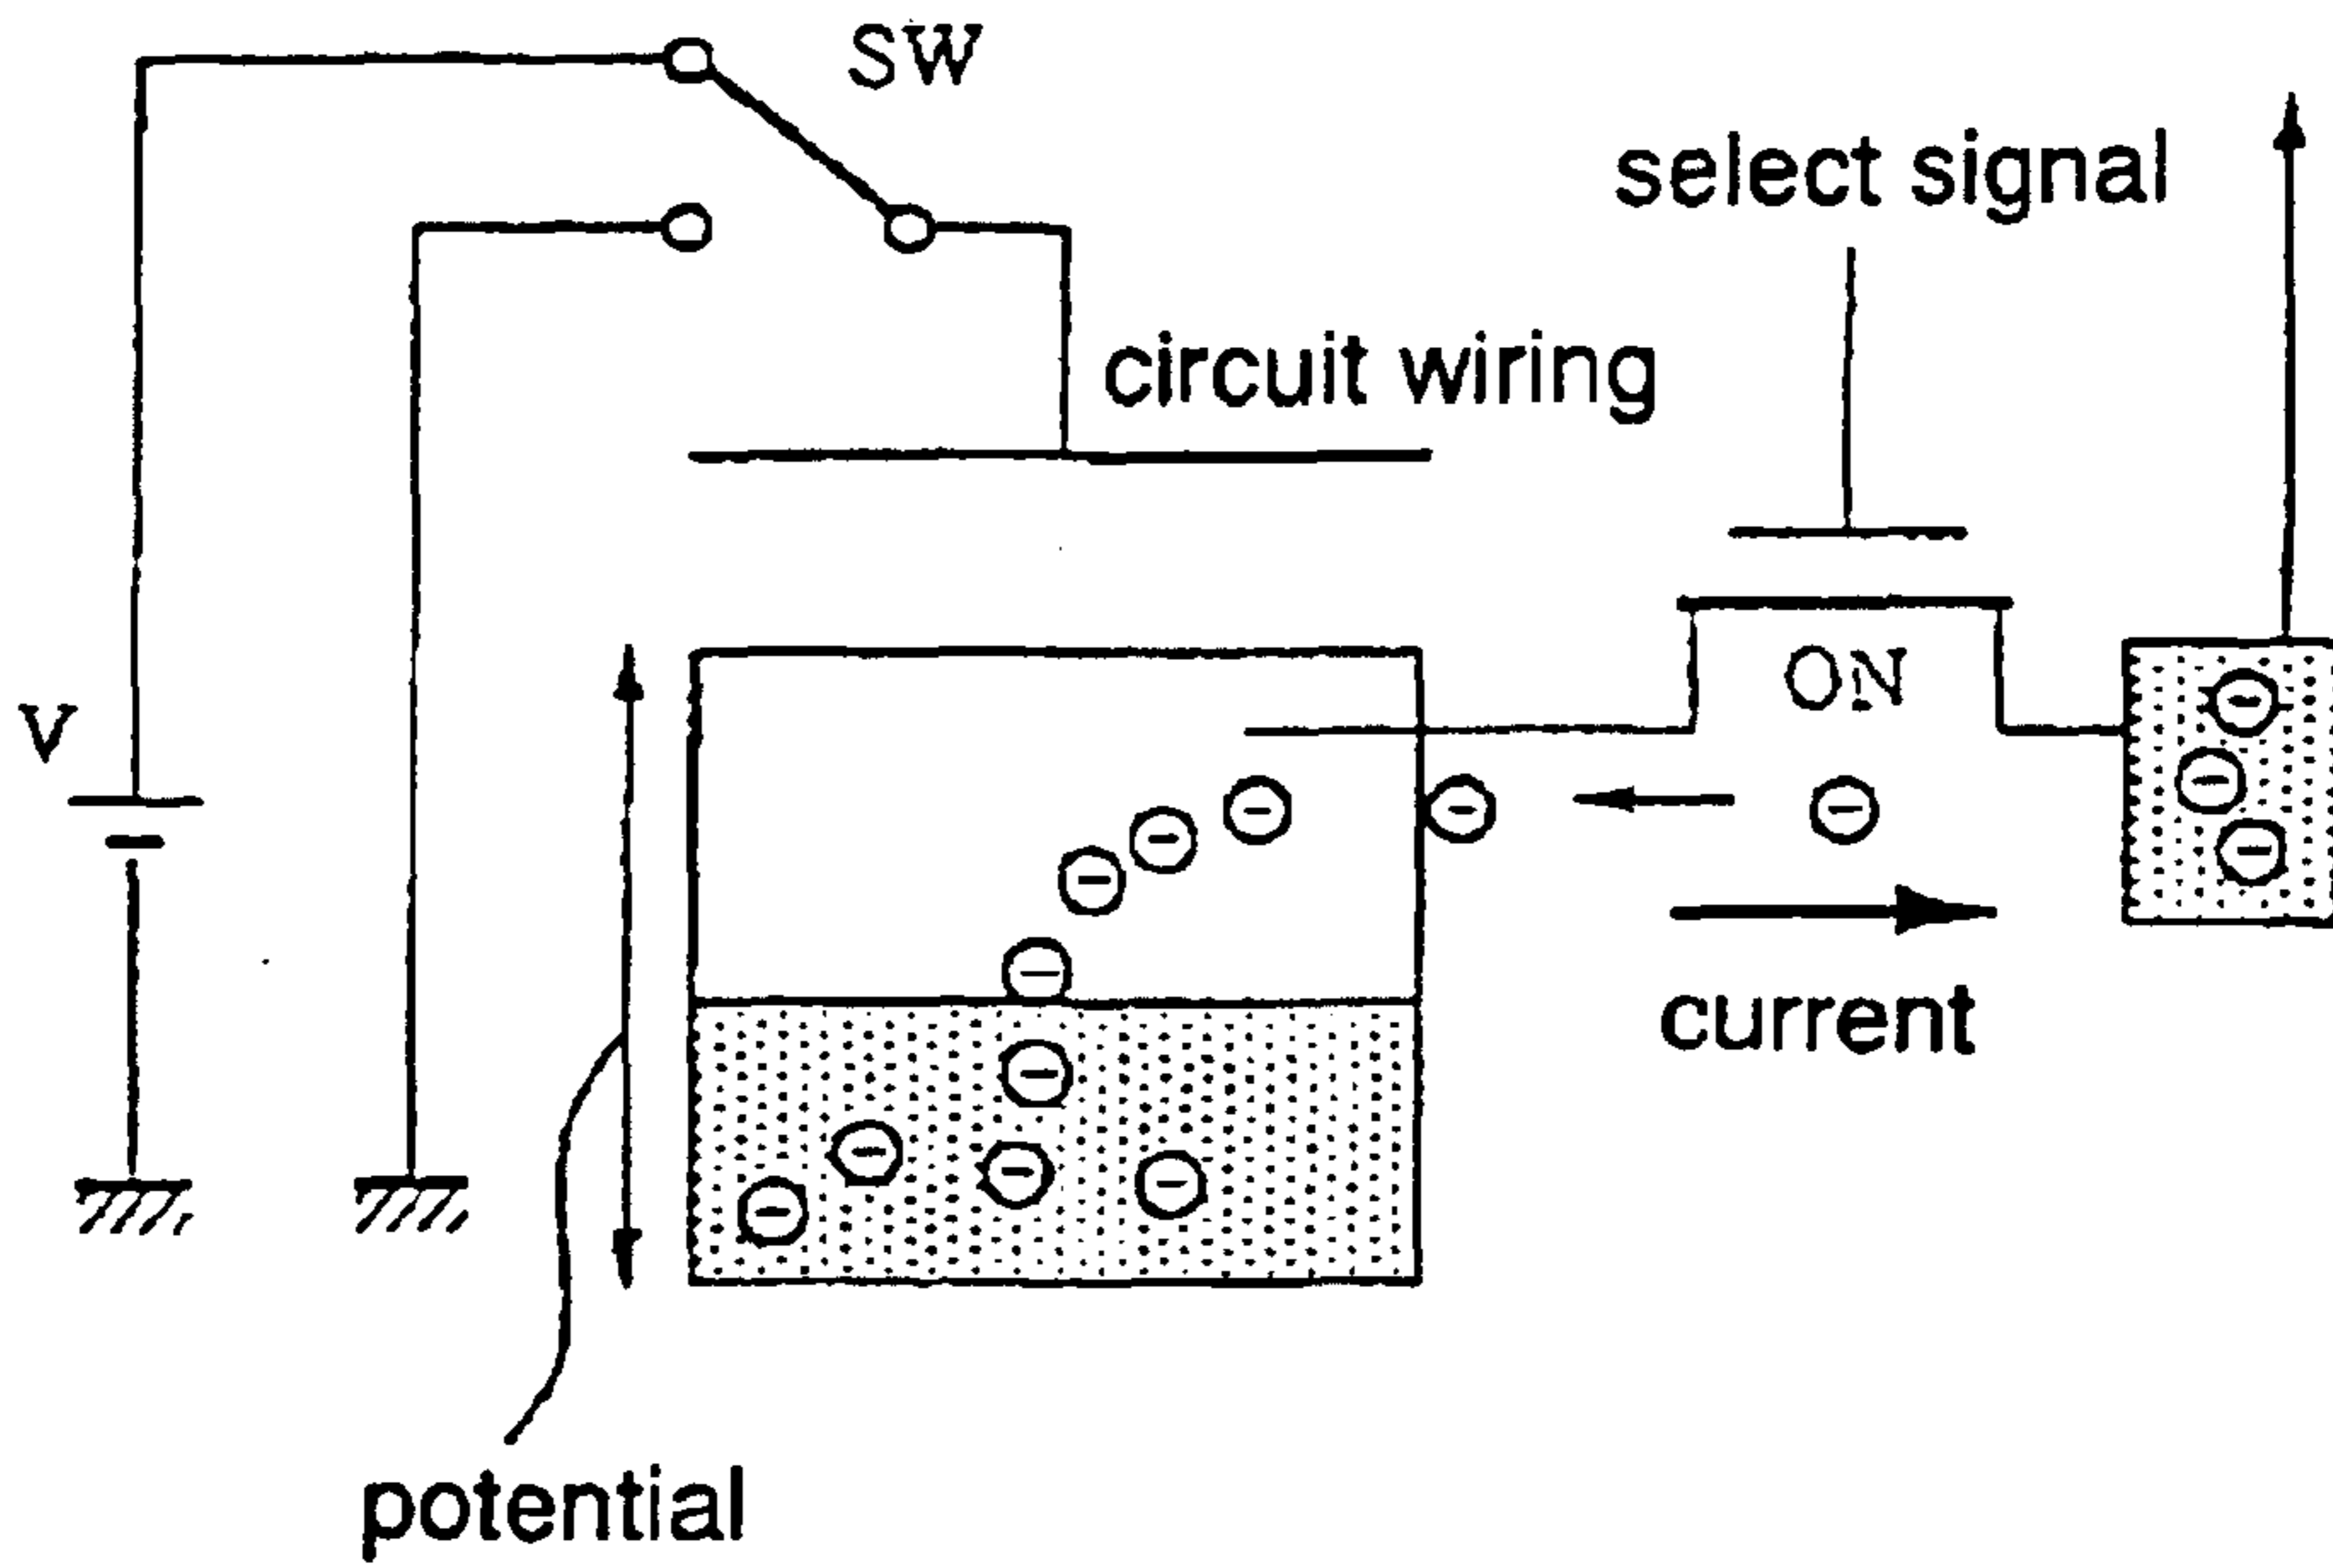 SW
select signal
circuit wiring
V
ON
current
potential